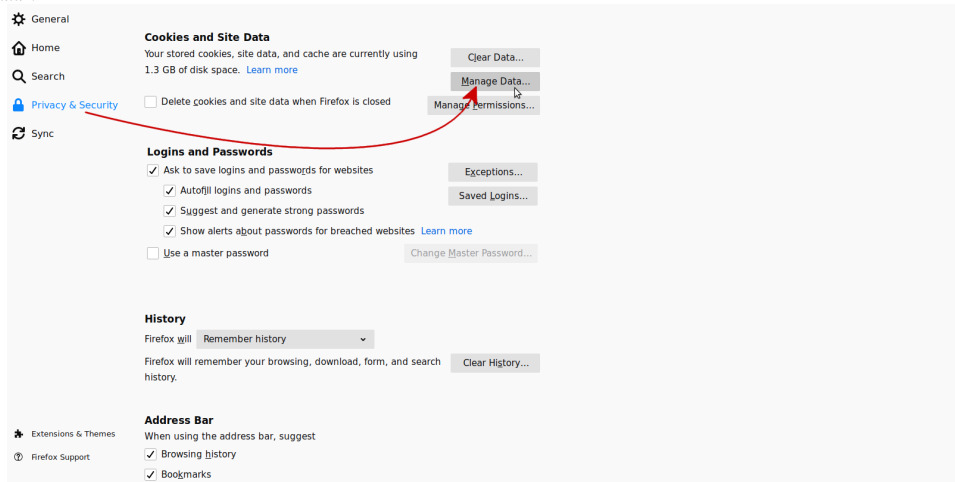 General
Home
Search
Privacy & Security
Sync
Cookies and Site Data
Your stored cookies, site data, and cache are currently using
1.3 GB of disk space. Learn more
Clear Data...
Manage Data...
Delete cookies and site data when Firefox is closed
Manage Permissions...
Logins and Passwords
Ask to save logins and passwords for websites
Exceptions...
Autofill logins and passwords
Saved Logins...
Suggest and generate strong passwords
Show alerts about passwords for breached websites Learn more
Use a master password
Change Master Password...
History
Firefox will Remember history
Firefox will remember your browsing, download, form, and search
history.
Clear History...
Address Bar
When using the address bar, suggest
Browsing history
Bookmarks
Extensions & Themes
Firefox Support